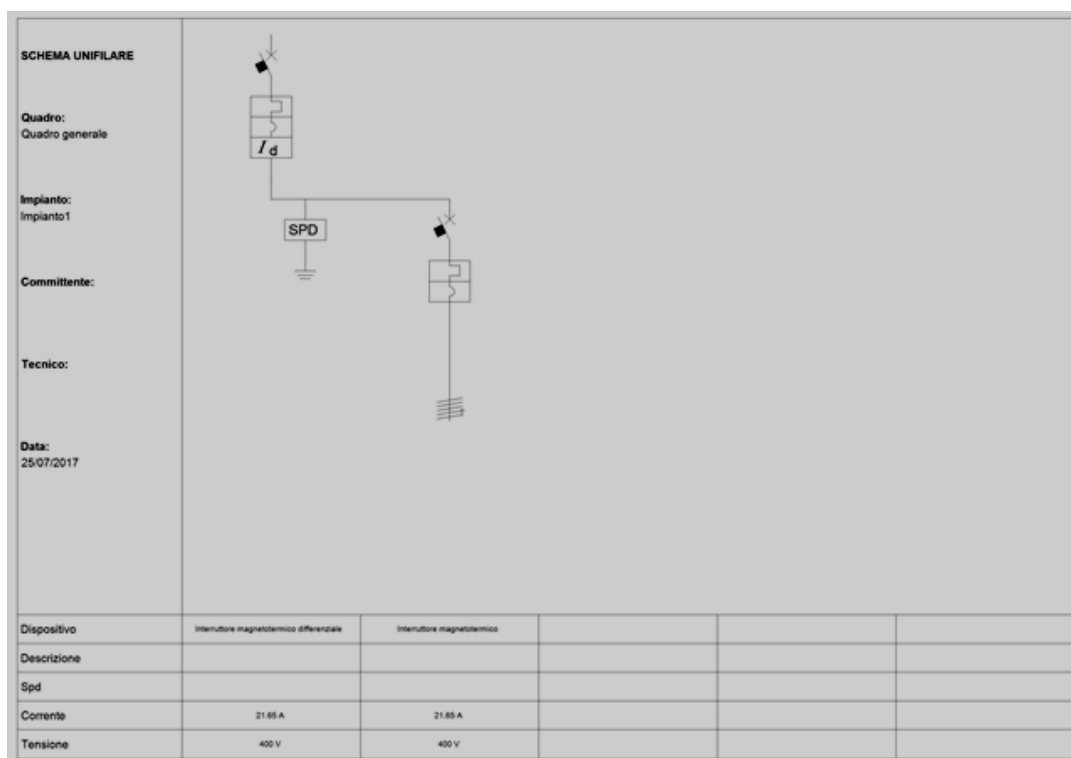 SCHEMA UNIFILARE
Quadro:
Quadro generale
Impianto:
Impianto1
Committente:
Tecnico:
Data:
25/07/2017
I d
SPD
Dispositivo Interruttore magnetotermico differenziale Interruttore magnetotermico
Descrizione
Spd
Corrente 21.65 A 21.65 A
Tensione 400 V 400 V